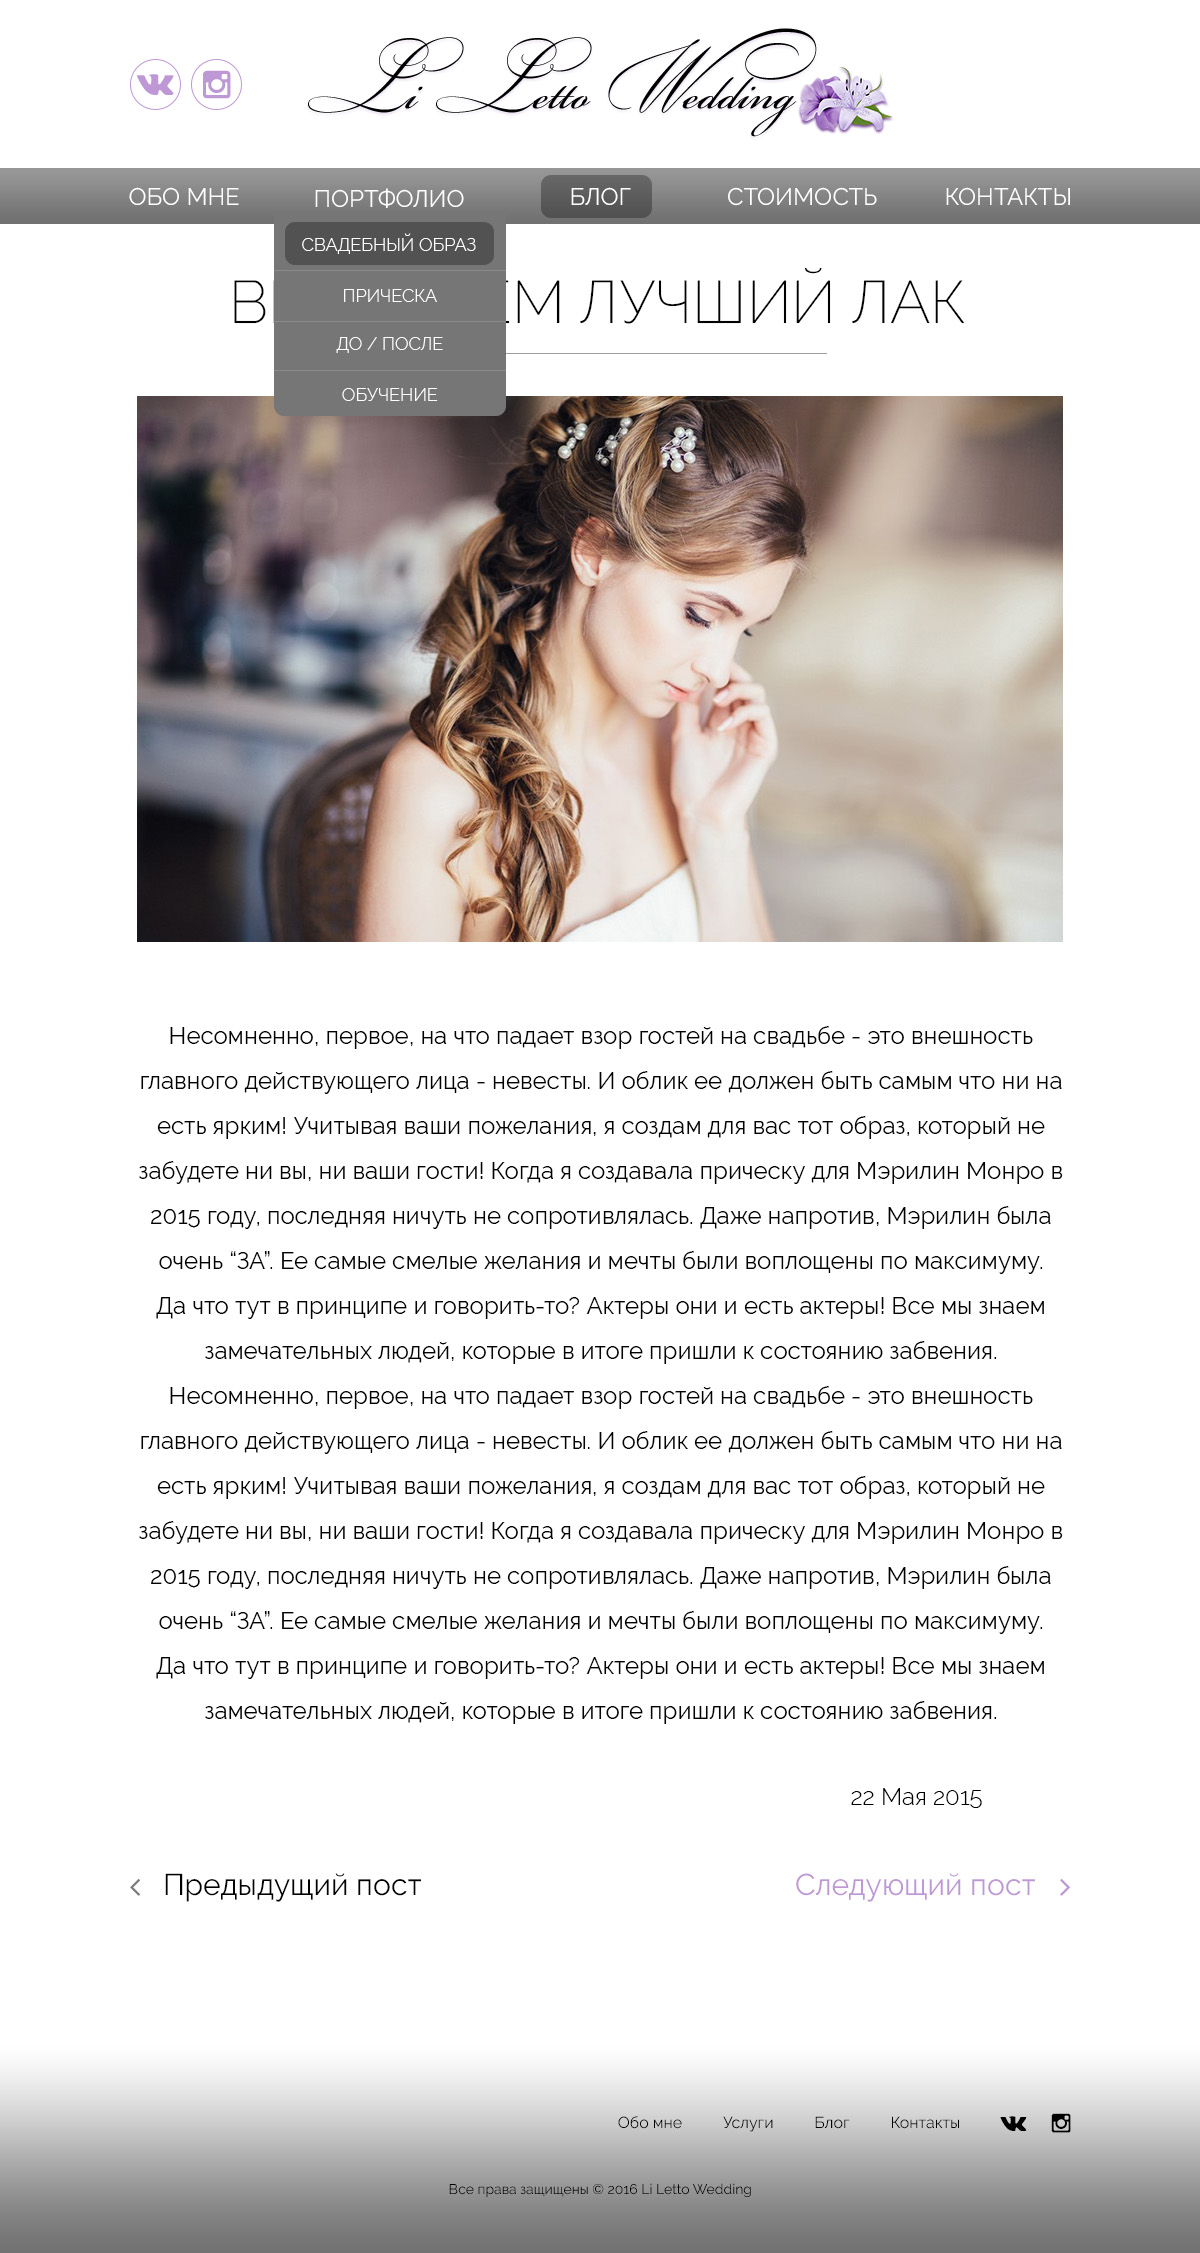 Li Letto Wedding
ОБО МНЕ ПОРТФОЛИО БЛОГ СТОИМОСТЬ КОНТАКТЫ
СВАДЕБНЫЙ ОБРАЗ
ПРИЧЕСКА
ДО / ПОСЛЕ
ОБУЧЕНИЕ
ЛУЧШИЙ ЛАК
Несомненно, первое, на что падает взор гостей на свадьбе - это внешность
главного действующего лица - невесты. И облик ее должен быть самым что ни на
есть ярким! Учитывая ваши пожелания, я создам для вас тот образ, который не
забудете ни вы, ни ваши гости! Когда я создавала прическу для Мэрилин Монро в
2015 году, последняя ничуть не сопротивлялась. Даже напротив, Мэрилин была
очень “ЗА”. Ее самые смелые желания и мечты были воплощены по максимуму.
Да что тут в принципе и говорить-то? Актеры они и есть актеры! Все мы знаем
замечательных людей, которые в итоге пришли к состоянию забвения.
Несомненно, первое, на что падает взор гостей на свадьбе - это внешность
главного действующего лица - невесты. И облик ее должен быть самым что ни на
есть ярким! Учитывая ваши пожелания, я создам для вас тот образ, который не
забудете ни вы, ни ваши гости! Когда я создавала прическу для Мэрилин Монро в
2015 году, последняя ничуть не сопротивлялась. Даже напротив, Мэрилин была
очень “ЗА”. Ее самые смелые желания и мечты были воплощены по максимуму.
Да что тут в принципе и говорить-то? Актеры они и есть актеры! Все мы знаем
замечательных людей, которые в итоге пришли к состоянию забвения.
22 Мая 2015
Предыдущий пост Следующий пост
Обо мне Услуги Блог Контакты
Все права защищены © 2016 Li Letto Wedding